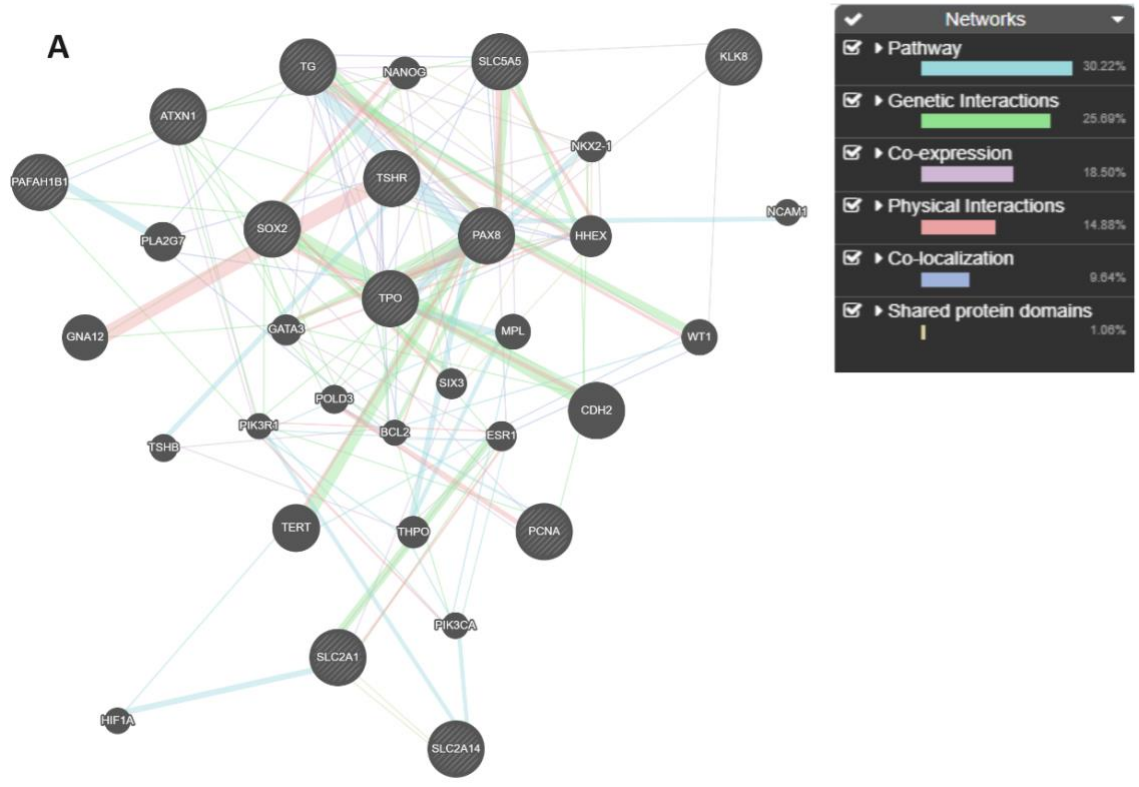 A
TG
NANOG
SLC5A5
KLK8
ATXN1
NKX2-1
PAFAH1B1
TSHR
NCAM1
SOX2
PLA2G7
PAX8
HHEX
TPO
GNA12
GATA3
MPL
WT1
SIX3
POLD3
CDH2
PIK3R1
BCL2
ESR1
TSHB
TERT
THPO
PCNA
PIK3CA
SLC2A1
HIF1A
SLC2A14
Networks
Pathway
30.22%
Genetic Interactions
25.69%
Co-expression
18.50%
Physical Interactions
14.88%
Co-localization
9.64%
Shared protein domains
1.06%